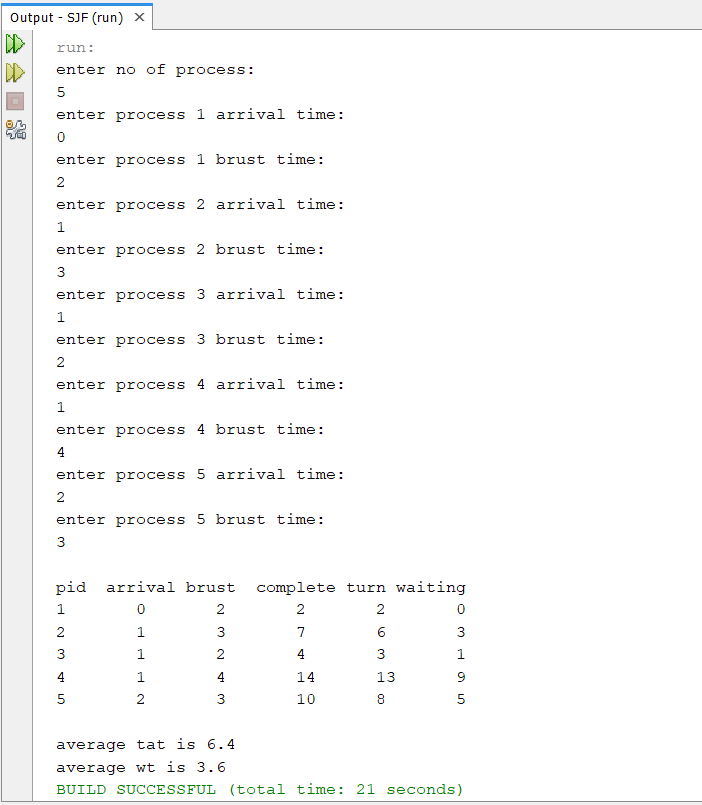 Output - SJF (run) ×
run:
enter no of process:
5
enter process 1 arrival time:
0
enter process 1 brust time:
2
enter process 2 arrival time:
1
enter process 2 brust time:
3
enter process 3 arrival time:
1
enter process 3 brust time:
2
enter process 4 arrival time:
1
enter process 4 brust time:
4
enter process 5 arrival time:
2
enter process 5 brust time:
3
pid arrival brust complete turn waiting
1 0 2 2 2 0
2 1 3 7 6 3
3 1 2 4 3 1
4 1 4 14 13 9
5 2 3 10 8 5
average tat is 6.4
average wt is 3.6
BUILD SUCCESSFUL (total time: 21 seconds)